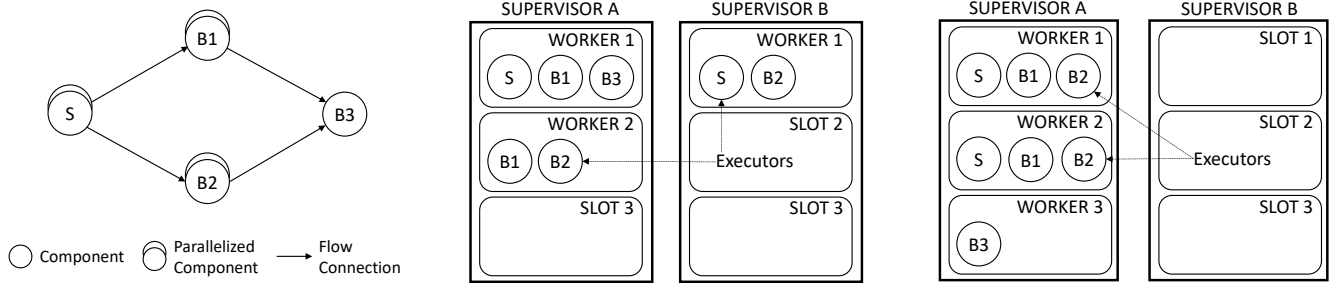 B1
S
B3
B2
Component
Parallelized
Component
Flow
Connection
SUPERVISOR A
WORKER 1
S B1 B3
WORKER 2
B1 B2
SLOT 3
SUPERVISOR B
WORKER 1
S B2
SLOT 2
Executors
SLOT 3
SUPERVISOR A
WORKER 1
S B1 B2
WORKER 2
S B1 B2
WORKER 3
B3
SUPERVISOR B
SLOT 1
SLOT 2
Executors
SLOT 3